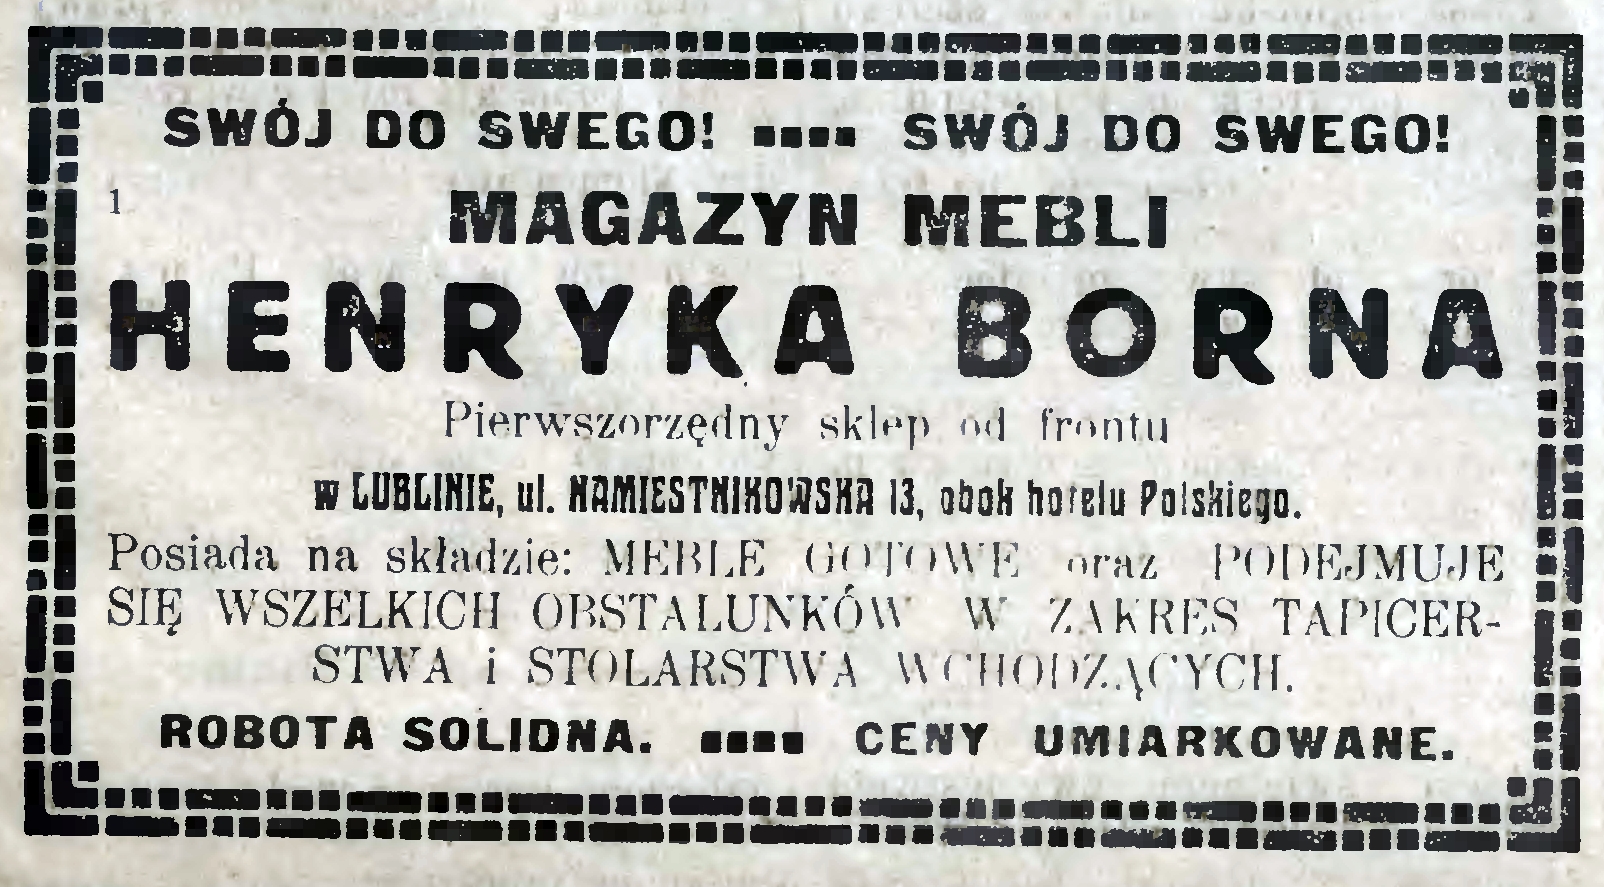 SWÓJ DO SWEGO! SWÓJ DO SWEGO!
1 MAGAZYN MEBLI
HENRYKA BORNA
Pierwszorzędny sklep od frontu
w LUBLINIE, ul. NAMIESTNIKOWSKA 13, obok hotelu Polskiego.
Posiada na składzie: MEBLE GOTOWE oraz PODEJMUJE
SIĘ WSZELKICH OBSTALUNKÓW W ZAKRES TAPICER-
STWA i STOLARSTWA WCHODZĄCYCH.
ROBOTA SOLIDNA. CENY UMIARKOWANE.